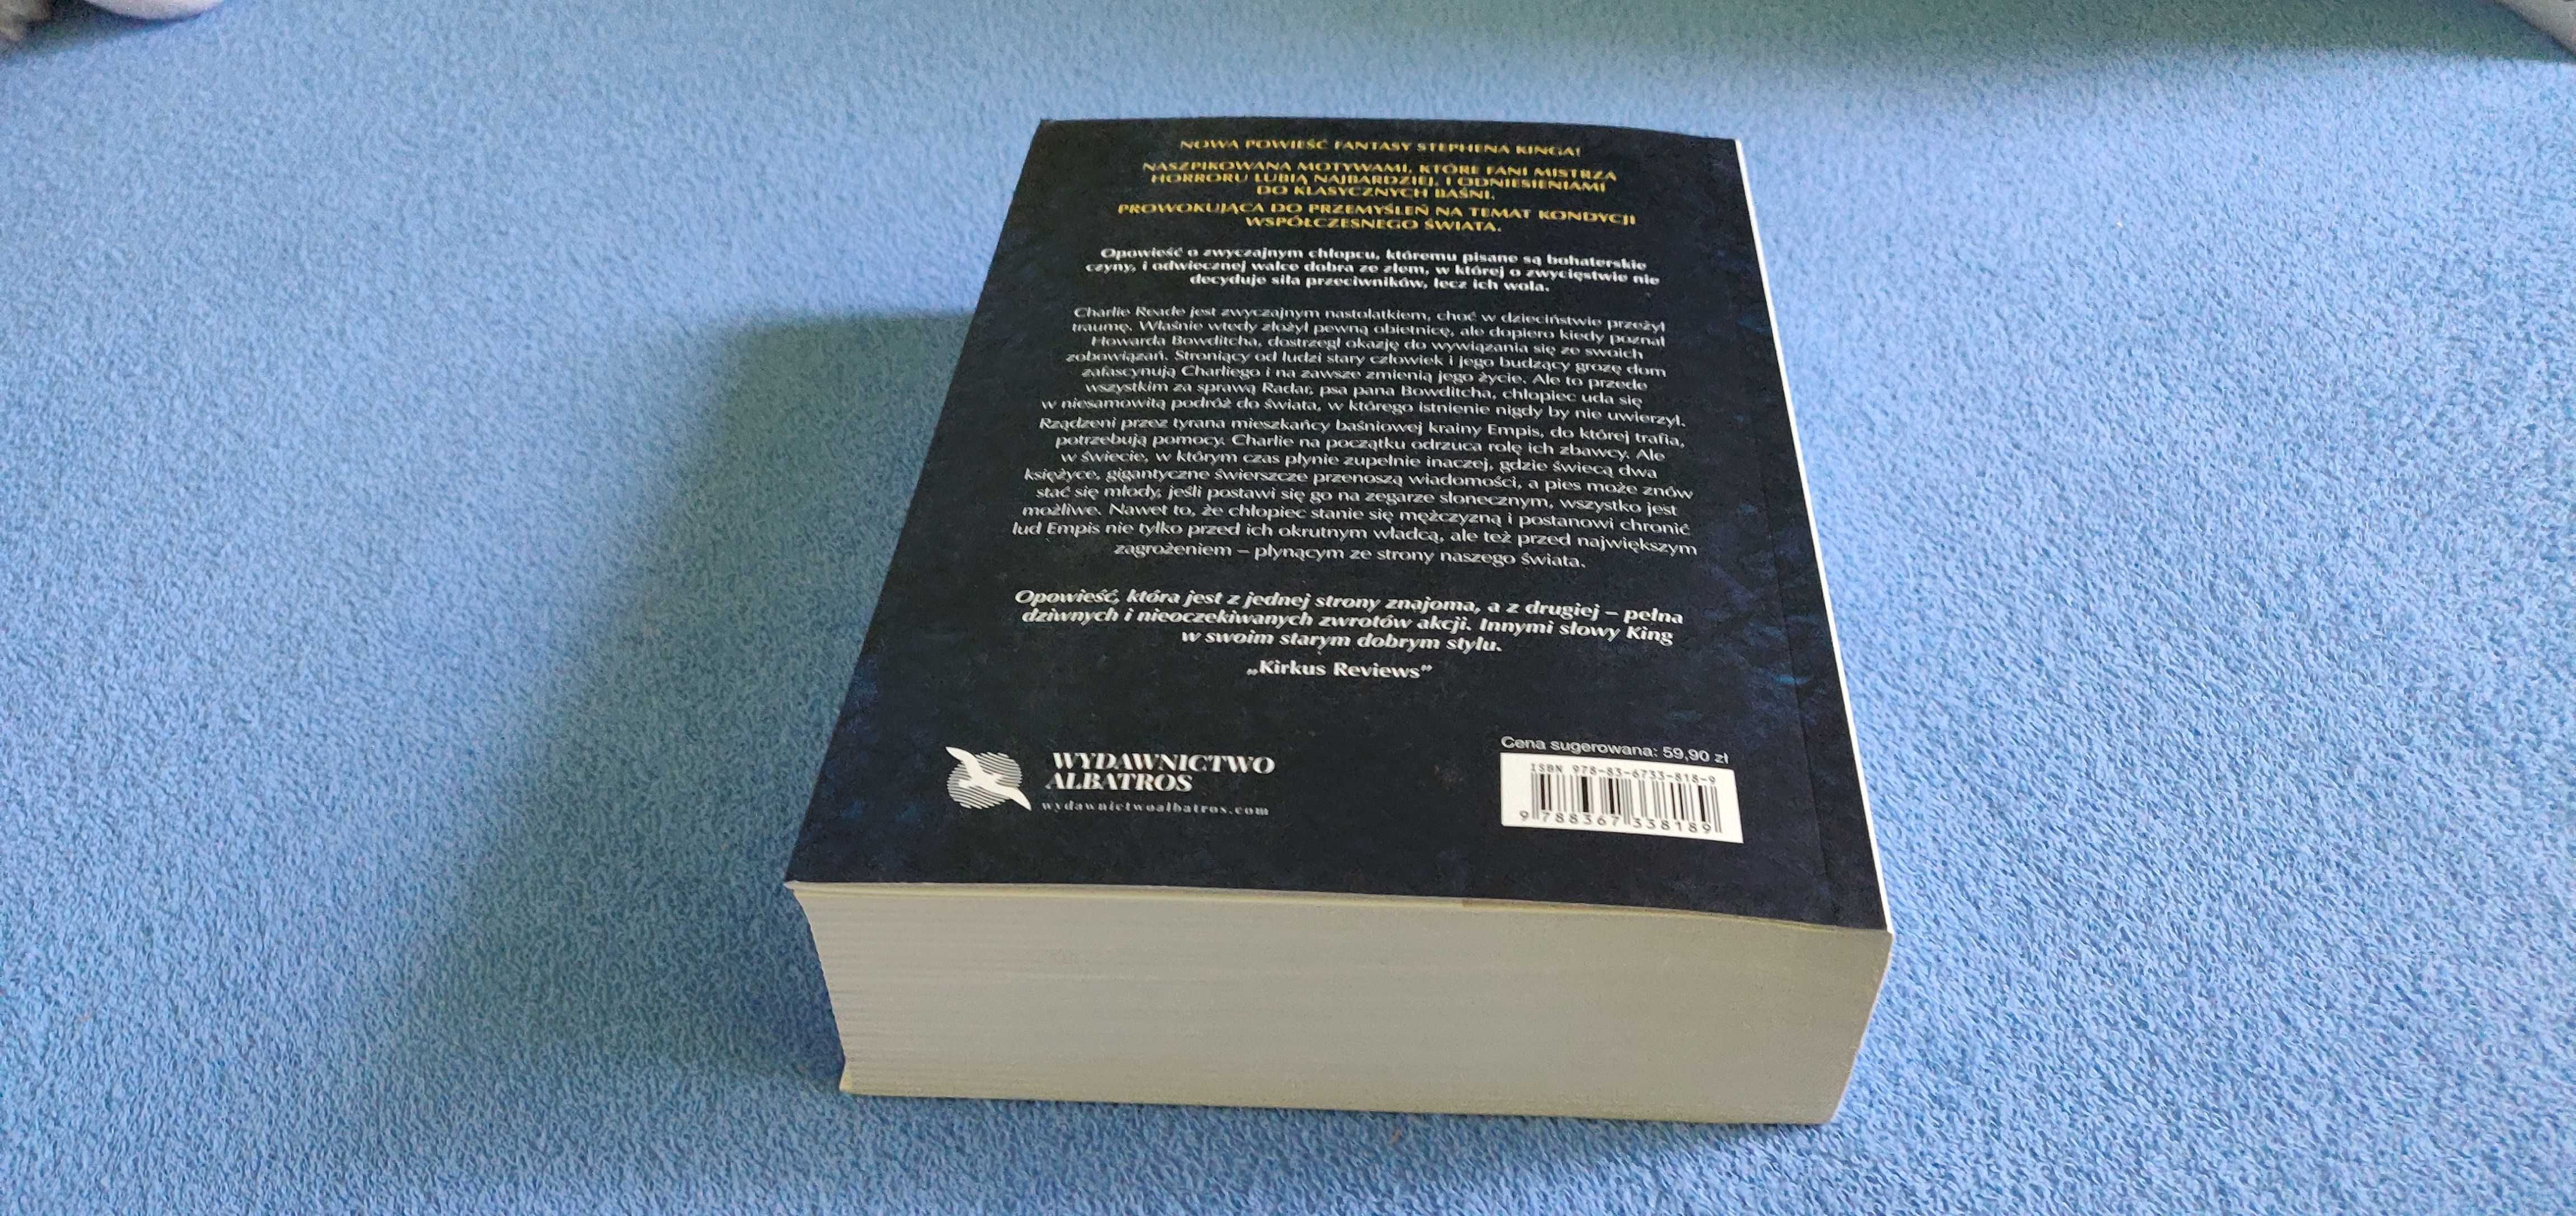 NOWA POWIEŚĆ FANTASY STEPHENA KINGA!
NASZPIKOWANA MOTYWAMI, KTÓRE FANI MISTRZA
HORRORU LUBIĄ NAJBARDZIEJ, I ODNIESIENIAMI
DO KLASYCZNYCH BAŚNI.
PROWOKUJĄCA DO PRZEMYŚLEŃ NA TEMAT KONDYCJI
WSPÓŁCZESNEGO ŚWIATA.
Opowieść o zwyczajnym chłopcu, któremu pisane są bohaterskie
czyny, i odwiecznej walce dobra ze złem, w której o zwycięstwie nie
decyduje siła przeciwników, lecz ich wola.
Charlie Reade jest zwyczajnym nastolatkiem, choć w dzieciństwie przeżył
traumę. Właśnie wtedy złożył pewną obietnicę, ale dopiero kiedy poznał
Howarda Bowditcha, dostrzegł okazję do wywiązania się ze swoich
zobowiązań. Stroniący od ludzi stary człowiek i jego budzący grozę dom
zafascynują Charliego i na zawsze zmienią jego życie. Ale to przede
wszystkim za sprawą Radar, psa pana Bowditcha, chłopiec uda się
w niesamowitą podróż do świata, w którego istnienie nigdy by nie uwierzył.
Rządzeni przez tyrana mieszkańcy baśniowej krainy Empis, do której trafia,
potrzebują pomocy. Charlie na początku odrzuca rolę ich zbawcy. Ale
w świecie, w którym czas płynie zupełnie inaczej, gdzie świecą dwa
księżyce, gigantyczne świerszcze przenoszą wiadomości, a pies może znów
stać się młody, jeśli postawi się go na zegarze słonecznym, wszystko jest
możliwe. Nawet to, że chłopiec stanie się mężczyzną i postanowi chronić
lud Empis nie tylko przed ich okrutnym władcą, ale też przed największym
zagrożeniem – płynącym ze strony naszego świata.
Opowieść, która jest z jednej strony znajoma, a z drugiej – pełna
dziwnych i nieoczekiwanych zwrotów akcji. Innymi słowy King
w swoim starym dobrym stylu.
„Kirkus Reviews”
WYDAWNICTWO
ALBATROS
wydawnictwoalbatros.com
Cena sugerowana: 59,90 zł
ISBN 978-83-6733-818-9
9 788367 338189